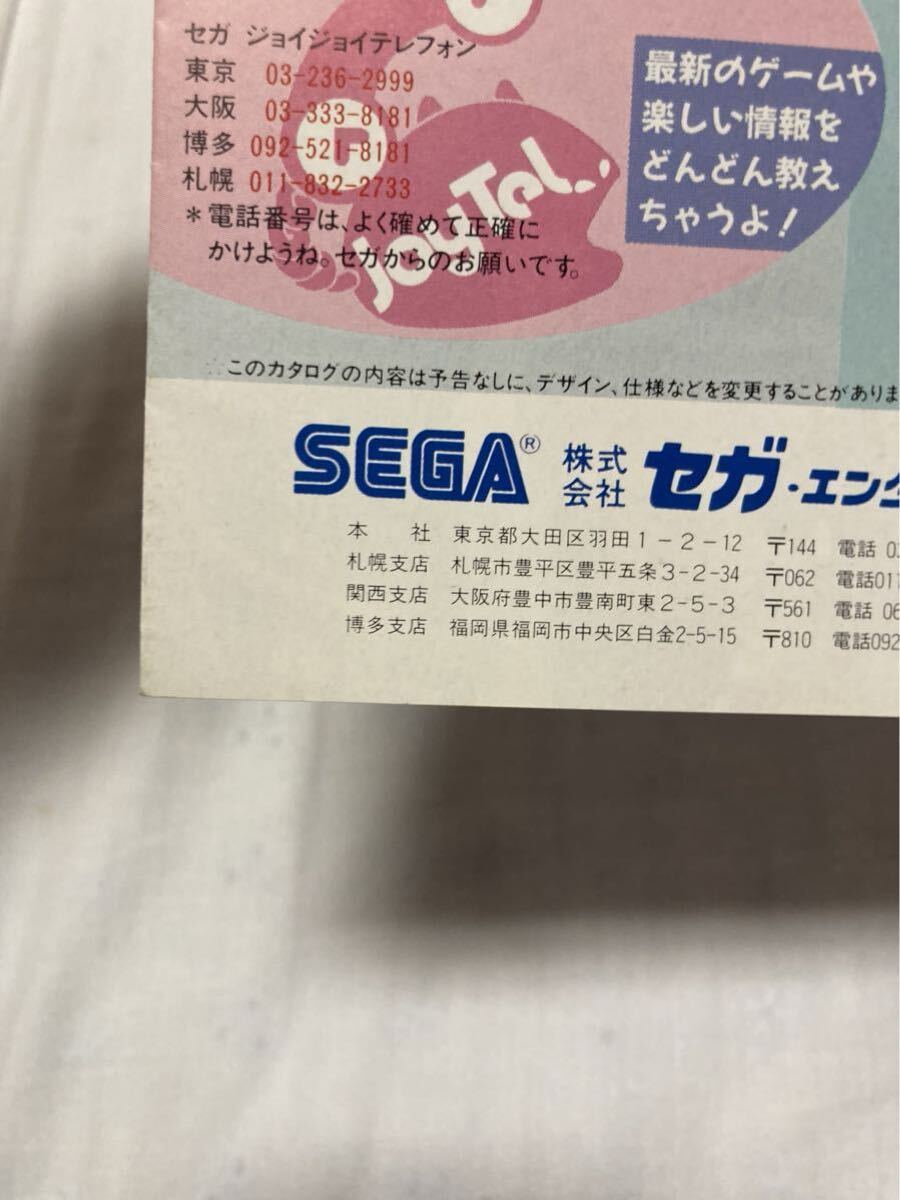 セガ ジョイジョイテレフォン
東京 03-236-2999
大阪 03-333-8181
博多 092-521-8181
札幌 011-832-2733
＊電話番号は、よく確めて正確に
かけようね。セガからのお願いです。
JoyTel
最新のゲームや
楽しい情報を
どんどん教え
ちゃうよ！
このカタログの内容は予告なしに、デザイン、仕様などを変更することがありま
SEGA® 株式会社 セガ・エンタ
本 社 東京都大田区羽田1-2-12 〒144 電話 03
札幌支店 札幌市豊平区豊平五条3-2-34 〒062 電話011
関西支店 大阪府豊中市豊南町東2-5-3 〒561 電話 06
博多支店 福岡県福岡市中央区白金2-5-15 〒810 電話092